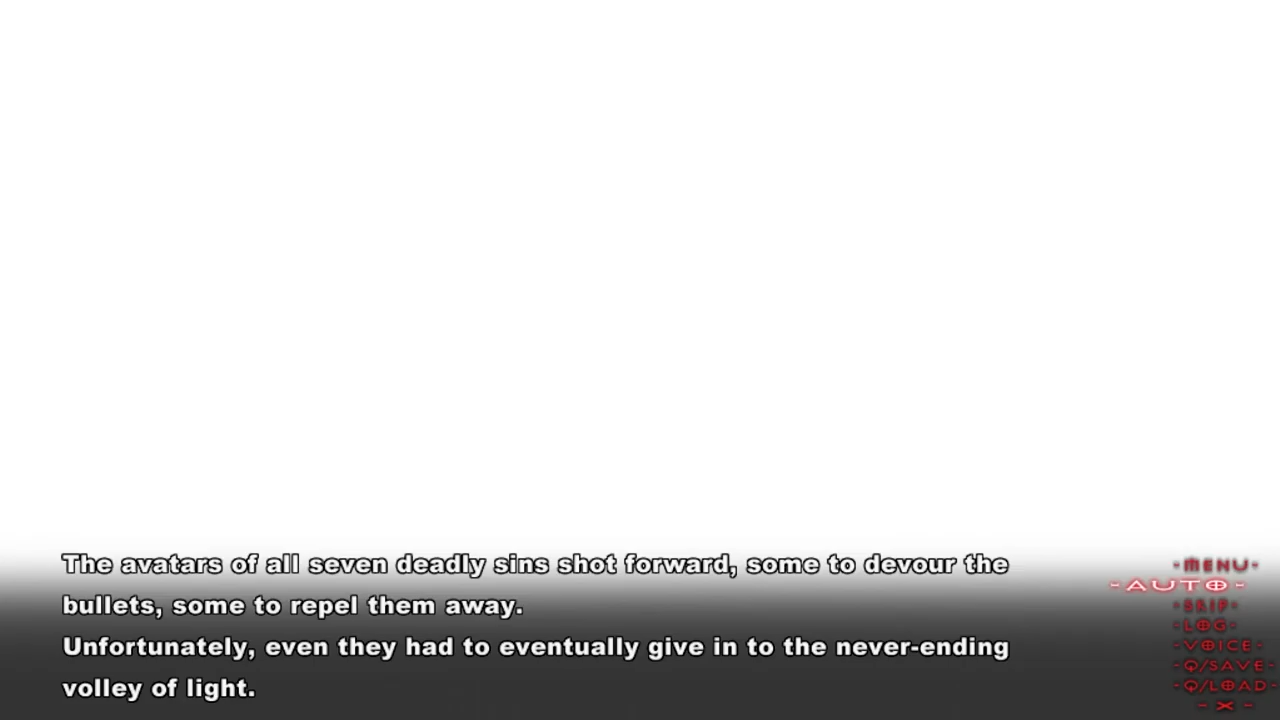 The avatars of all seven deadly sins shot forward, some to devour the
bullets, some to repel them away.
Unfortunately, even they had to eventually give in to the never-ending
volley of light.
-MENU-
-AUTO-
-SKIP-
-LOG-
-VOICE-
-Q/SAVE-
-Q/LOAD-
-X-